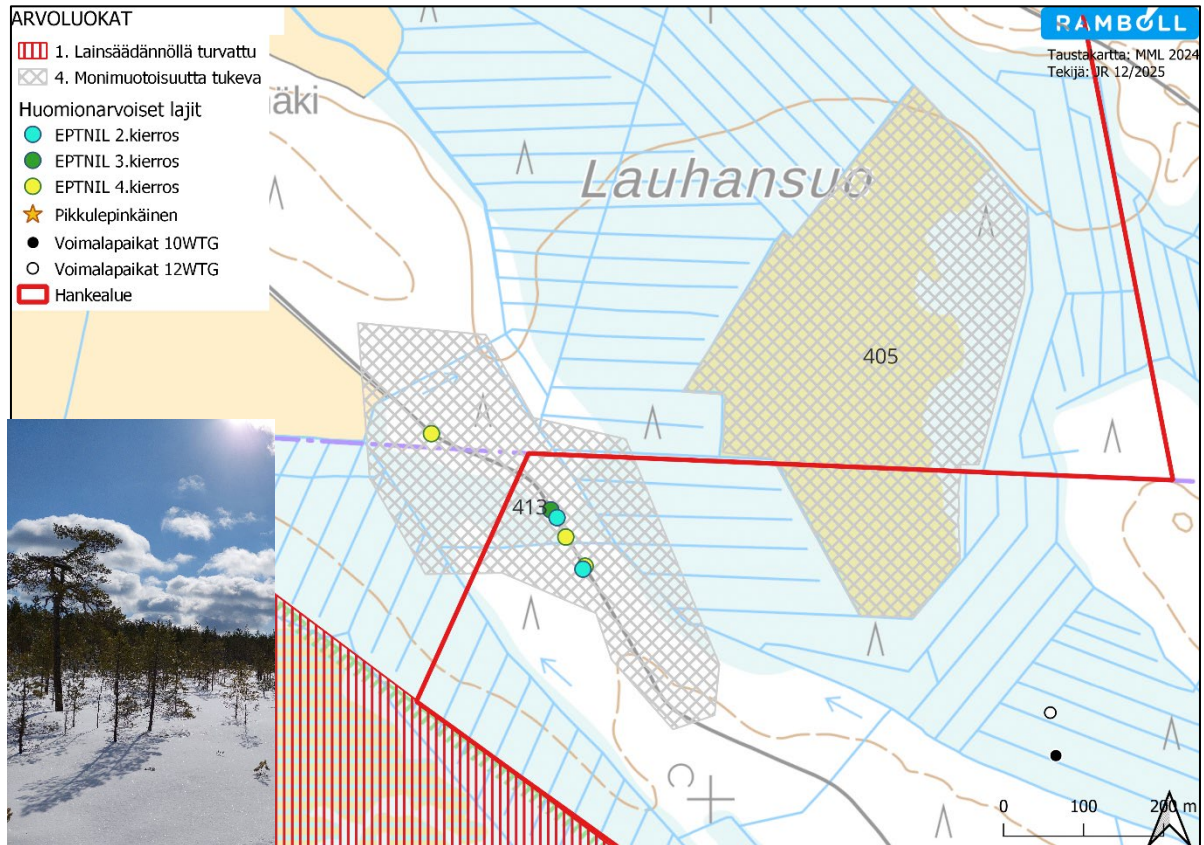 ARVOLUOKAT
1. Lainsäädännöllä turvattu
4. Monimuotoisuutta tukeva
Huomionarvoiset lajit
EPTNIL 2.kierros
EPTNIL 3.kierros
EPTNIL 4.kierros
Pikkulepinkäinen
Voimalapaikat 10WTG
Voimalapaikat 12WTG
Hankealue
RAMBOLL
Taustakartta: MML 2024
Tekijä: JR 12/2025
äki
Lauhansuo
405
413
0 100 200 m